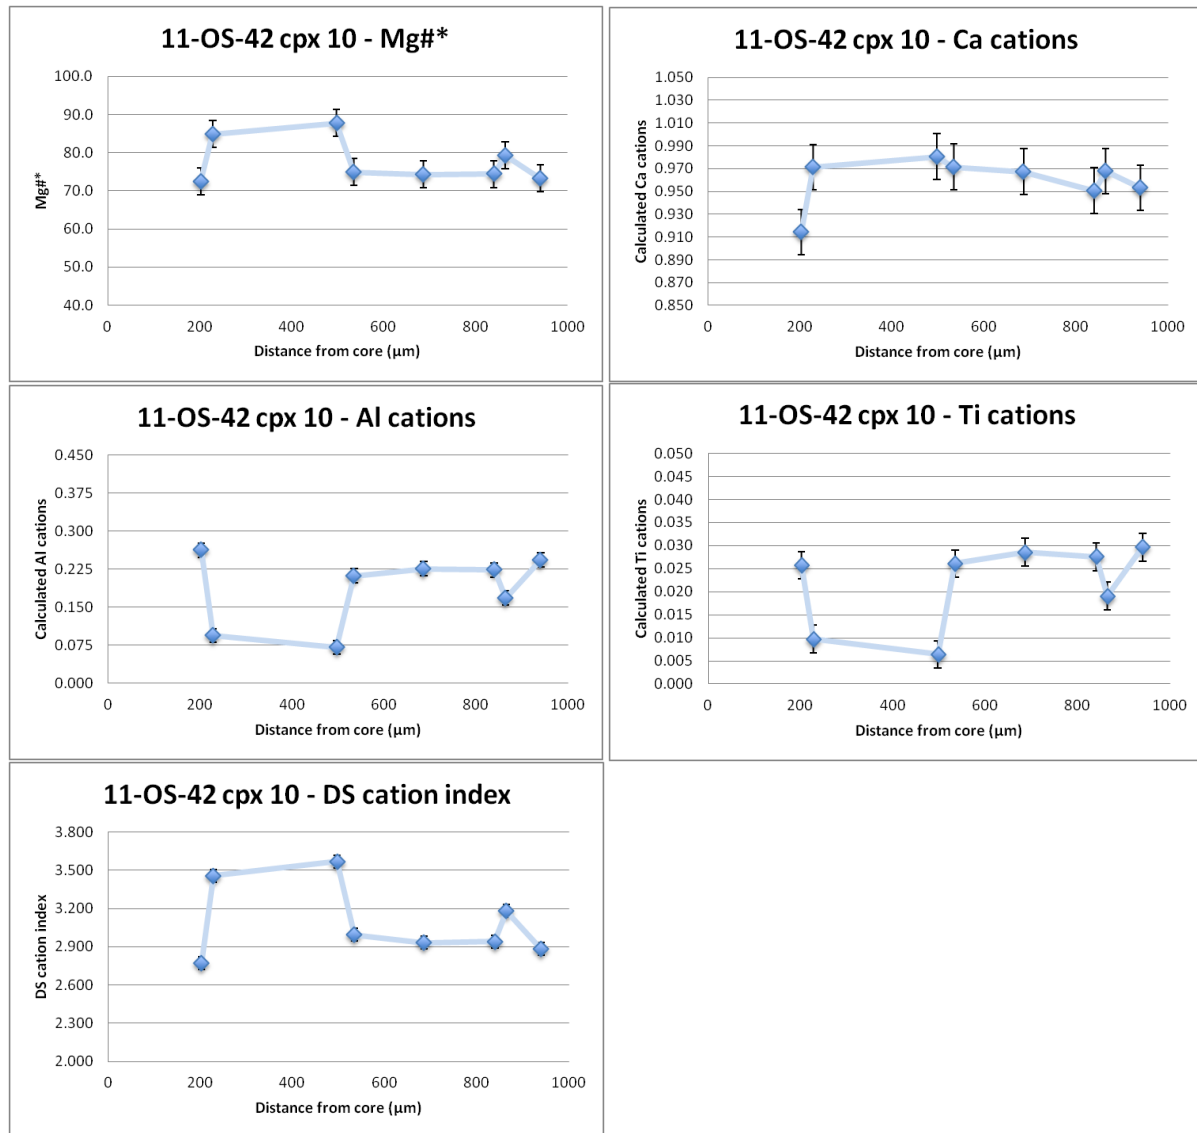 11-OS-42 cpx 10 - Mg#*
100.0
90.0
80.0
70.0
60.0
50.0
40.0
Mg#*
0 200 400 600 800 1000
Distance from core (µm)
11-OS-42 cpx 10 - Ca cations
1.050
1.030
1.010
0.990
0.970
0.950
0.930
0.910
0.890
0.870
0.850
Calculated Ca cations
0 200 400 600 800 1000
Distance from core (µm)
11-OS-42 cpx 10 - Al cations
0.450
0.375
0.300
0.225
0.150
0.075
0.000
Calculated Al cations
0 200 400 600 800 1000
Distance from core (µm)
11-OS-42 cpx 10 - Ti cations
0.050
0.045
0.040
0.035
0.030
0.025
0.020
0.015
0.010
0.005
0.000
Calculated Ti cations
0 200 400 600 800 1000
Distance from core (µm)
11-OS-42 cpx 10 - DS cation index
3.800
3.500
3.200
2.900
2.600
2.300
2.000
DS cation index
0 200 400 600 800 1000
Distance from core (µm)